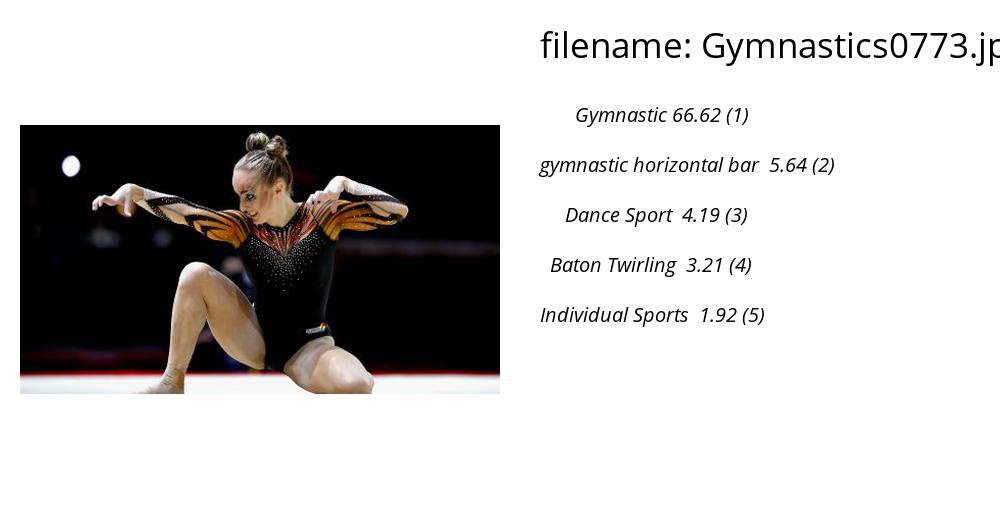 filename: Gymnastics0773.jp
Gymnastic 66.62 (1)
gymnastic horizontal bar 5.64 (2)
Dance Sport 4.19 (3)
Baton Twirling 3.21 (4)
Individual Sports 1.92 (5)